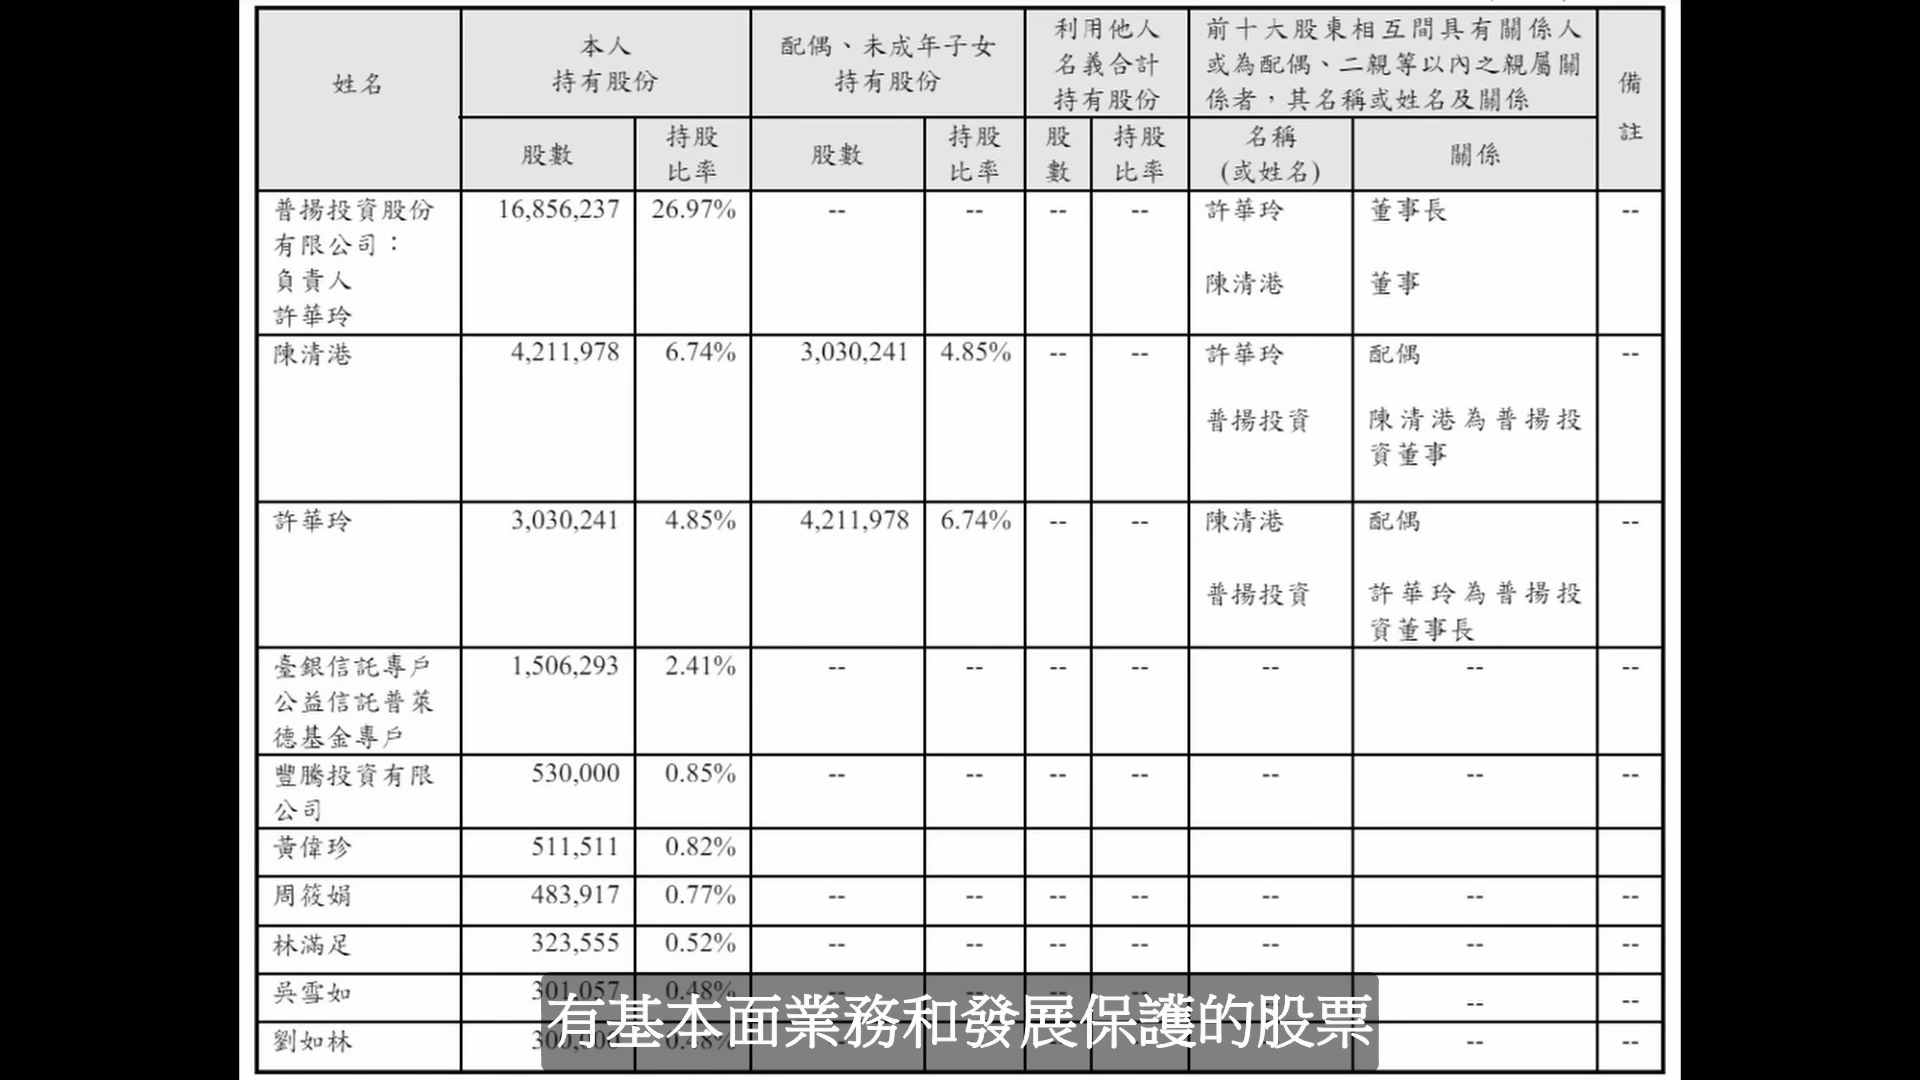 姓名 本人 配偶、未成年子女 利用他人 前十大股東相互間具有關係人 備註
持有股份 持有股份 名義合計 或為配偶、二親等以內之親屬關
持有股份 係者，其名稱或姓名及關係
股數 持股比率 股數 持股比率 股數 持股比率 名稱(或姓名) 關係
普揚投資股份 16,856,237 26.97% -- -- -- -- 許華玲 董事長 --
有限公司：
負責人 陳清港 董事
許華玲
陳清港 4,211,978 6.74% 3,030,241 4.85% -- -- 許華玲 配偶 --
普揚投資 陳清港為普揚投
資董事
許華玲 3,030,241 4.85% 4,211,978 6.74% -- -- 陳清港 配偶 --
普揚投資 許華玲為普揚投
資董事長
臺銀信託專戶 1,506,293 2.41% -- -- -- -- -- -- --
公益信託普萊
德基金專戶
豐騰投資有限 530,000 0.85% -- -- -- -- -- -- --
公司
黃偉珍 511,511 0.82%
周筱娟 483,917 0.77% -- -- -- -- -- -- --
林滿足 323,555 0.52% -- -- -- -- -- -- --
吳雪如 301,057 0.48% -- -- -- -- -- -- --
劉如林 0.48% -- --
有基本面業務和發展保護的股票